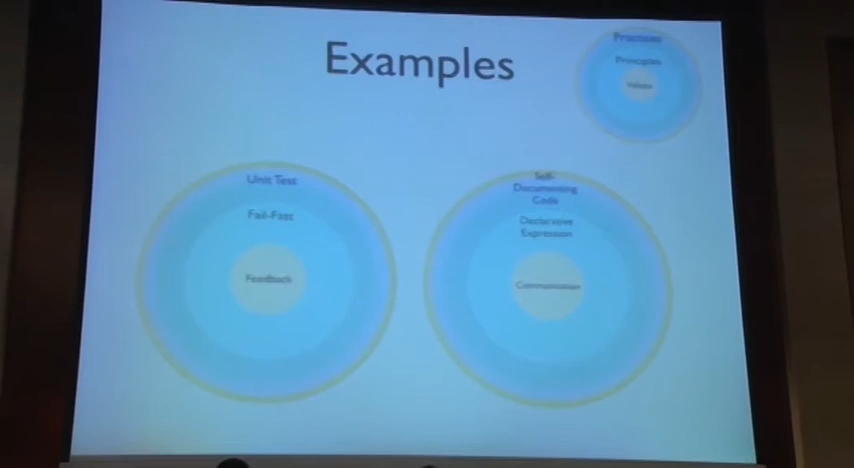 Examples
Practices
Principles
Values
Unit Test
Fail-Fast
Feedback
Self-
Documenting
Code
Declarative
Expression
Communication